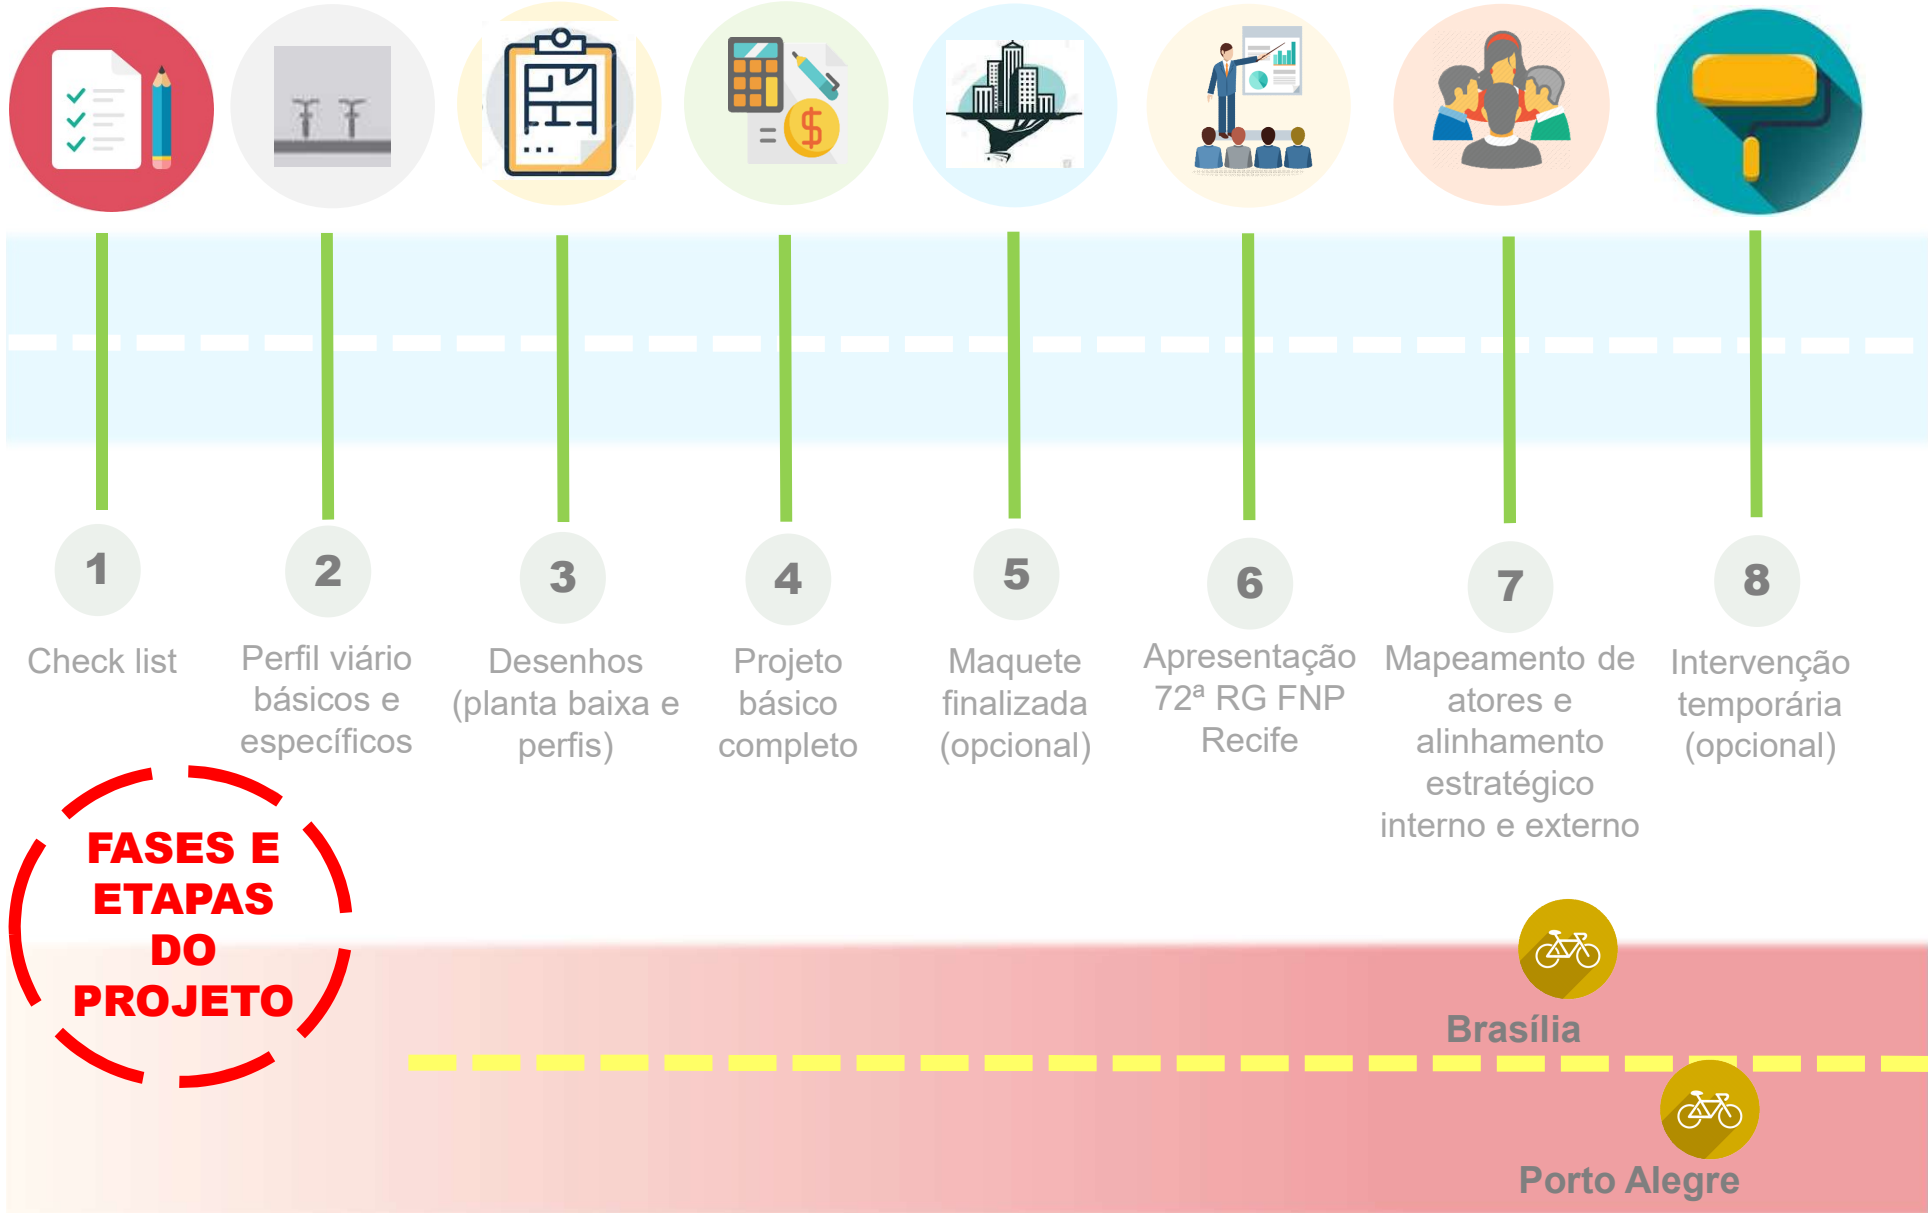 1
Check list
2
Perfil viário
básicos e
específicos
3
Desenhos
(planta baixa e
perfis)
4
Projeto
básico
completo
5
Maquete
finalizada
(opcional)
6
Apresentação
72ª RG FNP
Recife
7
Mapeamento de
atores e
alinhamento
estratégico
interno e externo
8
Intervenção
temporária
(opcional)
FASES E
ETAPAS
DO
PROJETO
Brasília
Porto Alegre